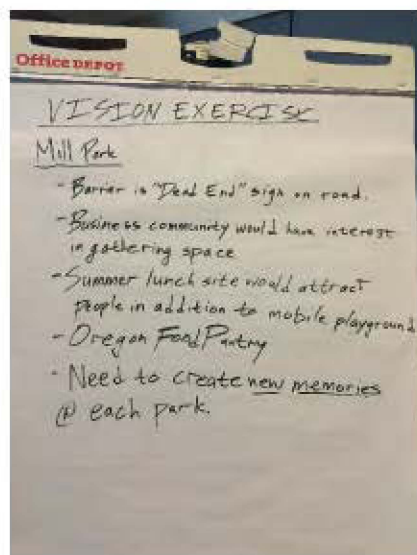 Office DEPOT
VISION EXERCISE
Mill Park
- Barrier is "Dead End" sign on road.
- Business community would have interest
in gathering space
- Summer lunch site would attract
people in addition to mobile playground
- Oregon Food Pantry
- Need to create new memories
@ each park.